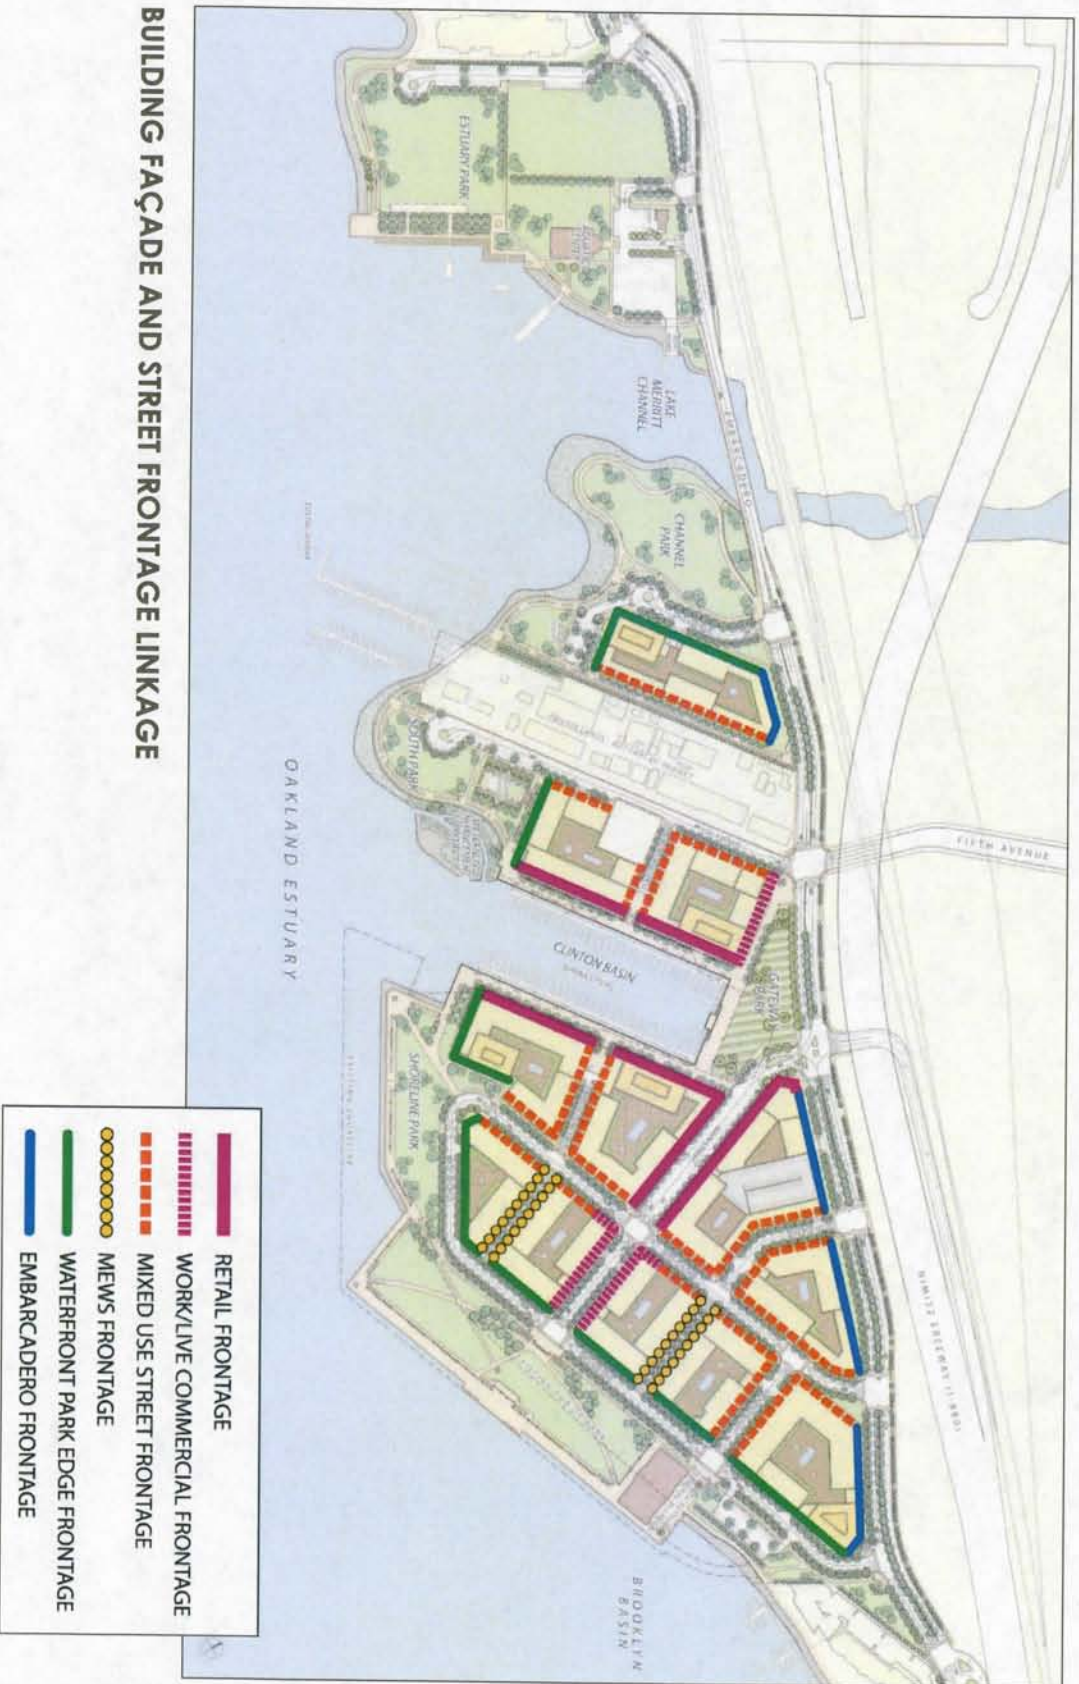 BUILDING FAÇADE AND STREET FRONTAGE LINKAGE
ESTUARY PARK
LAKE
MERRITT
CHANNEL
EMBARCADERO
CHANNEL
PARK
SOUTH PARK
OAKLAND ESTUARY
FIFTH AVENUE
CLINTON BASIN
GATEWAY
PARK
SHORELINE PARK
NIMITZ FREEWAY (I-880)
BROOKLYN
BASIN
RETAIL FRONTAGE
WORK/LIVE COMMERCIAL FRONTAGE
MIXED USE STREET FRONTAGE
MEWS FRONTAGE
WATERFRONT PARK EDGE FRONTAGE
EMBARCADERO FRONTAGE